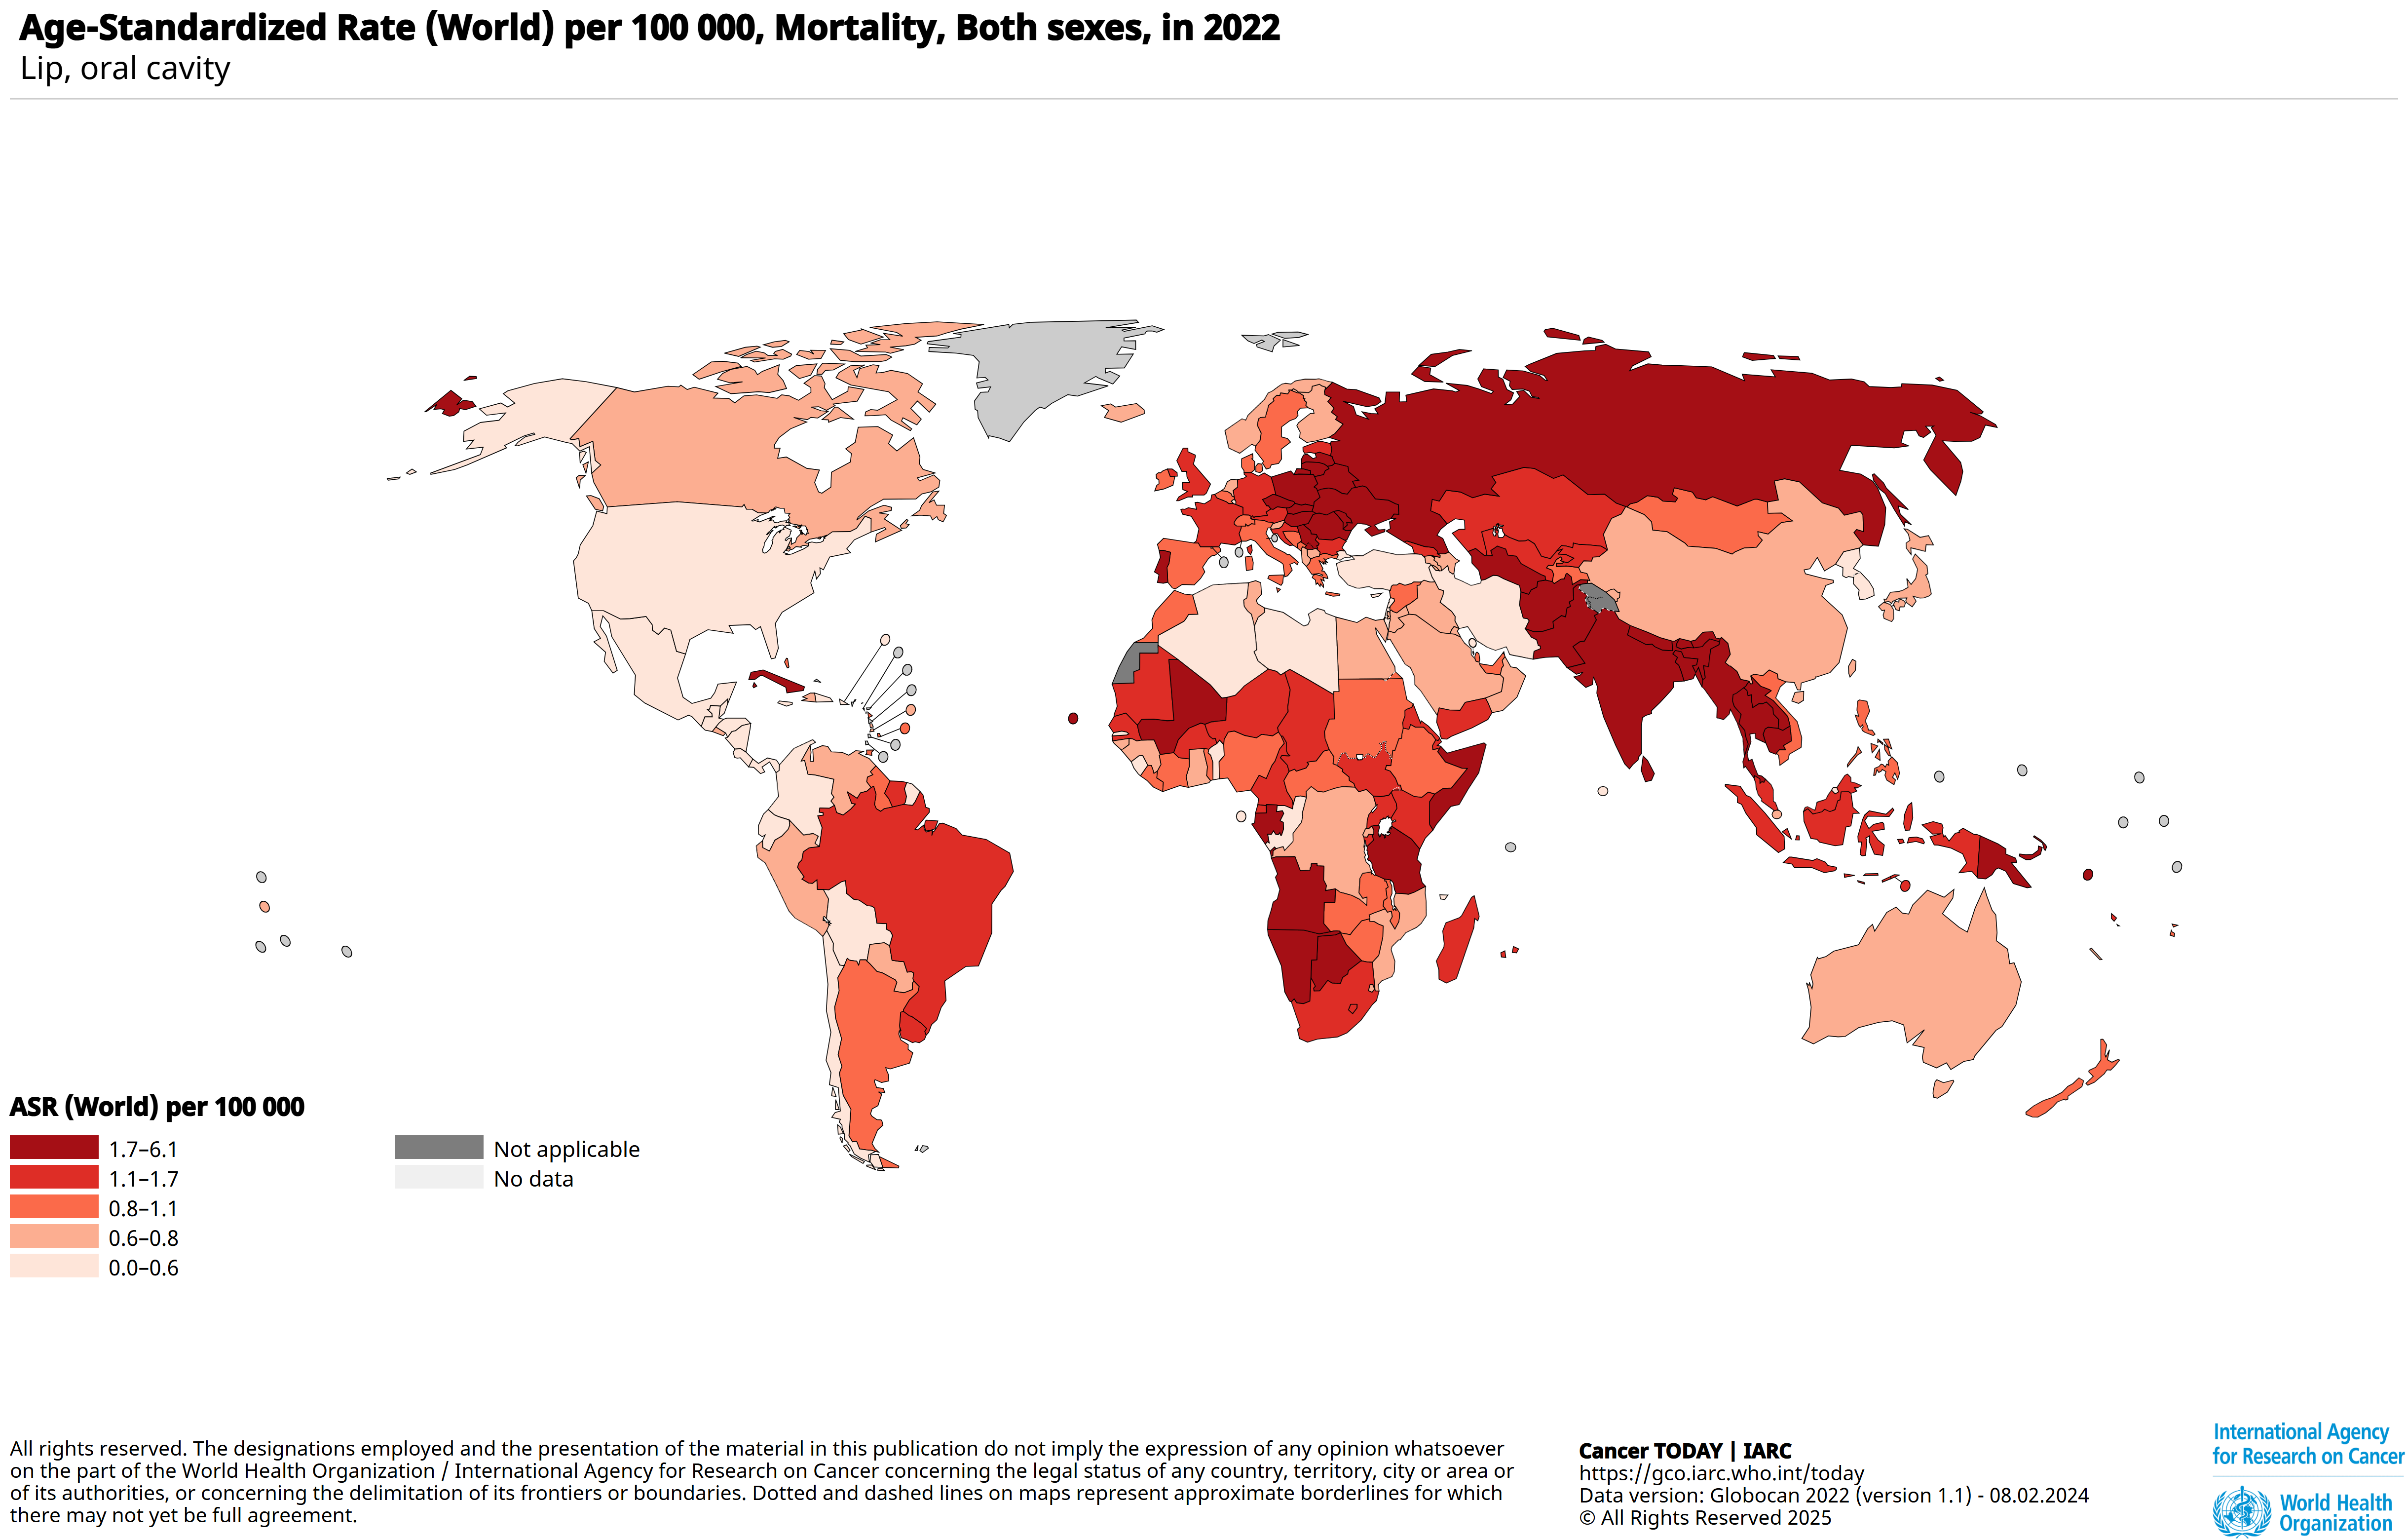 Age-Standardized Rate (World) per 100 000, Mortality, Both sexes, in 2022
Lip, oral cavity
ASR (World) per 100 000
1.7–6.1
1.1–1.7
0.8–1.1
0.6–0.8
0.0–0.6
Not applicable
No data
All rights reserved. The designations employed and the presentation of the material in this publication do not imply the expression of any opinion whatsoever
on the part of the World Health Organization / International Agency for Research on Cancer concerning the legal status of any country, territory, city or area or
of its authorities, or concerning the delimitation of its frontiers or boundaries. Dotted and dashed lines on maps represent approximate borderlines for which
there may not yet be full agreement.
Cancer TODAY | IARC
https://gco.iarc.who.int/today
Data version: Globocan 2022 (version 1.1) - 08.02.2024
© All Rights Reserved 2025
International Agency
for Research on Cancer
World Health
Organization